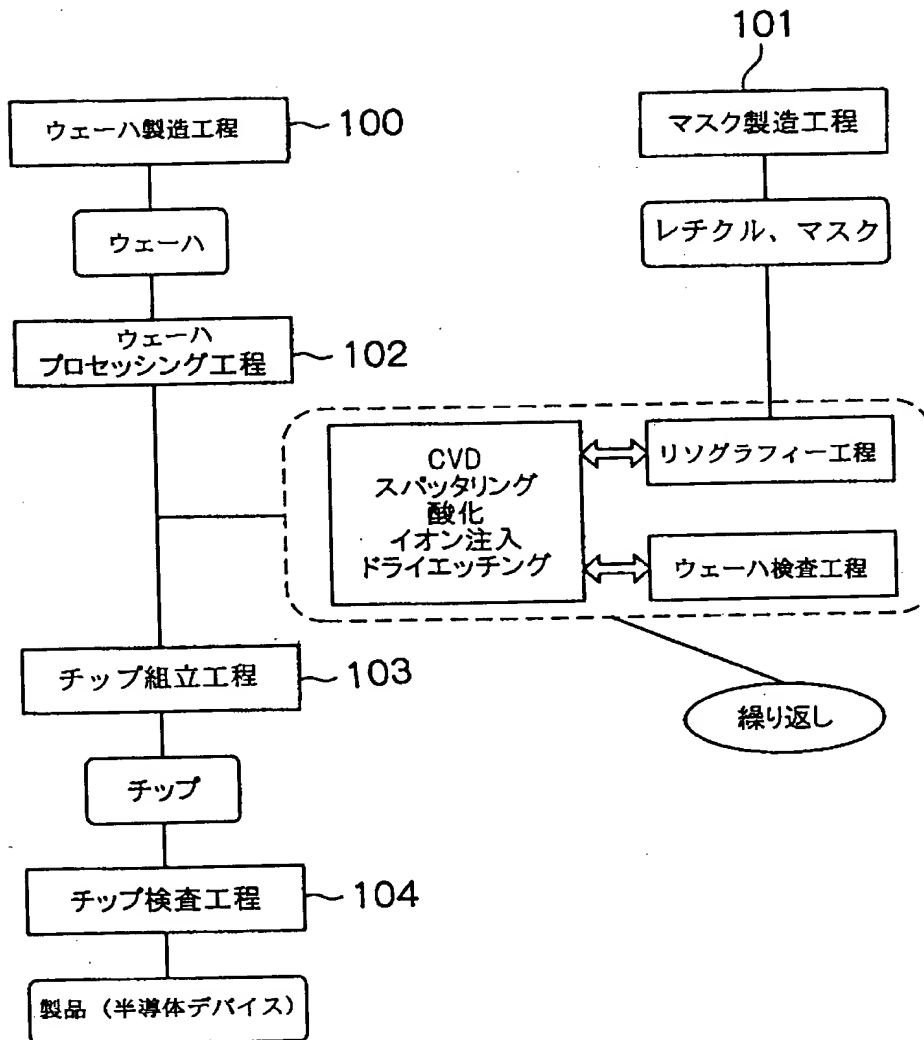 101
ウェーハ製造工程
100
マスク製造工程
ウェーハ
レチクル、マスク
ウェーハ
プロセッシング工程
102
CVD
スパッタリング
酸化
イオン注入
ドライエッチング
リソグラフィー工程
ウェーハ検査工程
チップ組立工程
103
繰り返し
チップ
チップ検査工程
104
製品(半導体デバイス)